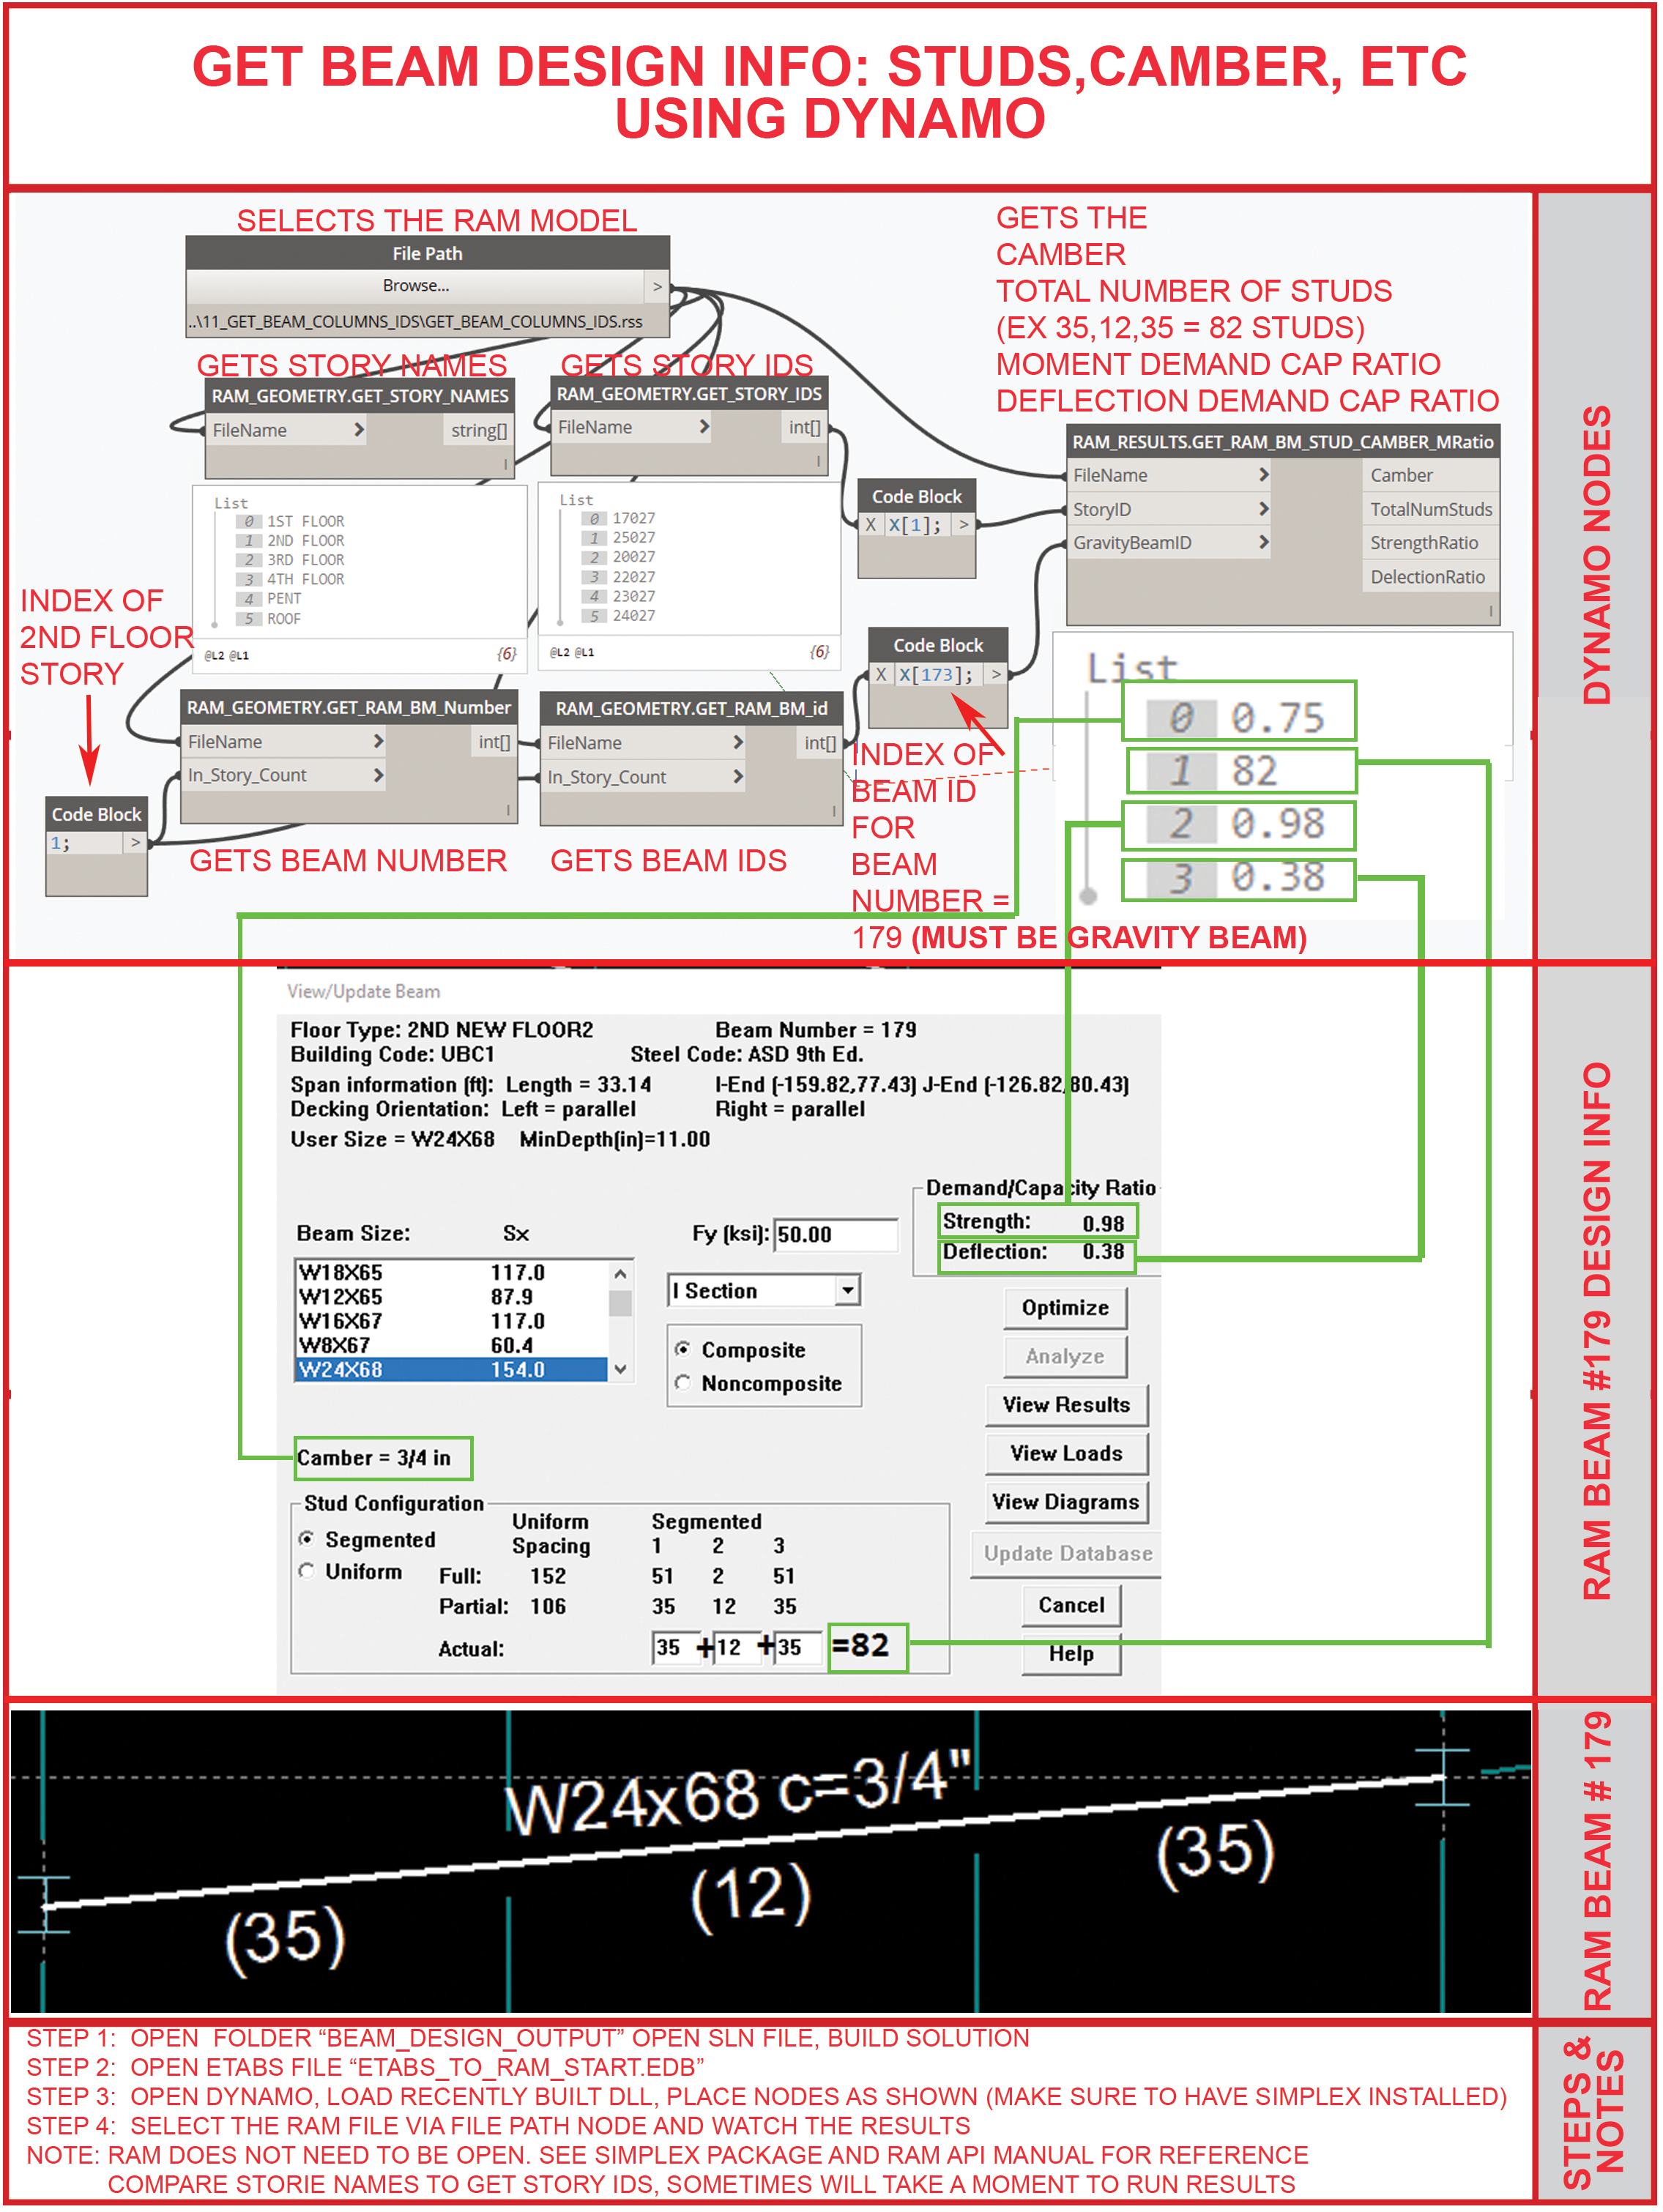 GET BEAM DESIGN INFO: STUDS,CAMBER, ETC
USING DYNAMO
SELECTS THE RAM MODEL
File Path
Browse...
>
..\11_GET_BEAM_COLUMNS_IDS\GET_BEAM_COLUMNS_IDS.rss
GETS THE
CAMBER
TOTAL NUMBER OF STUDS
(EX 35,12,35 = 82 STUDS)
MOMENT DEMAND CAP RATIO
DEFLECTION DEMAND CAP RATIO
GETS STORY NAMES
RAM_GEOMETRY.GET_STORY_NAMES
FileName > string[]
List
0 1ST FLOOR
1 2ND FLOOR
2 3RD FLOOR
3 4TH FLOOR
4 PENT
5 ROOF
@L2 @L1 {6}
GETS STORY IDS
RAM_GEOMETRY.GET_STORY_IDS
FileName > int[]
List
0 17027
1 25027
2 20027
3 22027
4 23027
5 24027
@L2 @L1 {6}
Code Block
X X[1]; >
RAM_RESULTS.GET_RAM_BM_STUD_CAMBER_MRatio
FileName > Camber
StoryID > TotalNumStuds
GravityBeamID > StrengthRatio
DelectionRatio
INDEX OF
2ND FLOOR
STORY
Code Block
1; >
RAM_GEOMETRY.GET_RAM_BM_Number
FileName > int[]
In_Story_Count >
GETS BEAM NUMBER
RAM_GEOMETRY.GET_RAM_BM_id
FileName > int[]
In_Story_Count >
GETS BEAM IDS
Code Block
X X[173]; >
INDEX OF
BEAM ID
FOR
BEAM
NUMBER =
179 (MUST BE GRAVITY BEAM)
List
0 0.75
1 82
2 0.98
3 0.38
DYNAMO NODES
View/Update Beam
Floor Type: 2ND NEW FLOOR2 Beam Number = 179
Building Code: UBC1 Steel Code: ASD 9th Ed.
Span information (ft): Length = 33.14 I-End (-159.82,77.43) J-End (-126.82,80.43)
Decking Orientation: Left = parallel Right = parallel
User Size = W24X68 MinDepth(in)=11.00
Demand/Capacity Ratio
Strength: 0.98
Deflection: 0.38
Beam Size: Sx
W18X65 117.0
W12X65 87.9
W16X67 117.0
W8X67 60.4
W24X68 154.0
Fy (ksi): 50.00
I Section
Composite
Noncomposite
Optimize
Analyze
View Results
View Loads
View Diagrams
Update Database
Cancel
Help
Camber = 3/4 in
Stud Configuration
Segmented
Uniform
Uniform Segmented
Spacing 1 2 3
Full: 152 51 2 51
Partial: 106 35 12 35
Actual: 35 + 12 + 35 =82
RAM BEAM #179 DESIGN INFO
W24x68 c=3/4"
(35) (12) (35)
RAM BEAM # 179
STEP 1: OPEN FOLDER “BEAM_DESIGN_OUTPUT” OPEN SLN FILE, BUILD SOLUTION
STEP 2: OPEN ETABS FILE “ETABS_TO_RAM_START.EDB”
STEP 3: OPEN DYNAMO, LOAD RECENTLY BUILT DLL, PLACE NODES AS SHOWN (MAKE SURE TO HAVE SIMPLEX INSTALLED)
STEP 4: SELECT THE RAM FILE VIA FILE PATH NODE AND WATCH THE RESULTS
NOTE: RAM DOES NOT NEED TO BE OPEN. SEE SIMPLEX PACKAGE AND RAM API MANUAL FOR REFERENCE
COMPARE STORIE NAMES TO GET STORY IDS, SOMETIMES WILL TAKE A MOMENT TO RUN RESULTS
STEPS &
NOTES